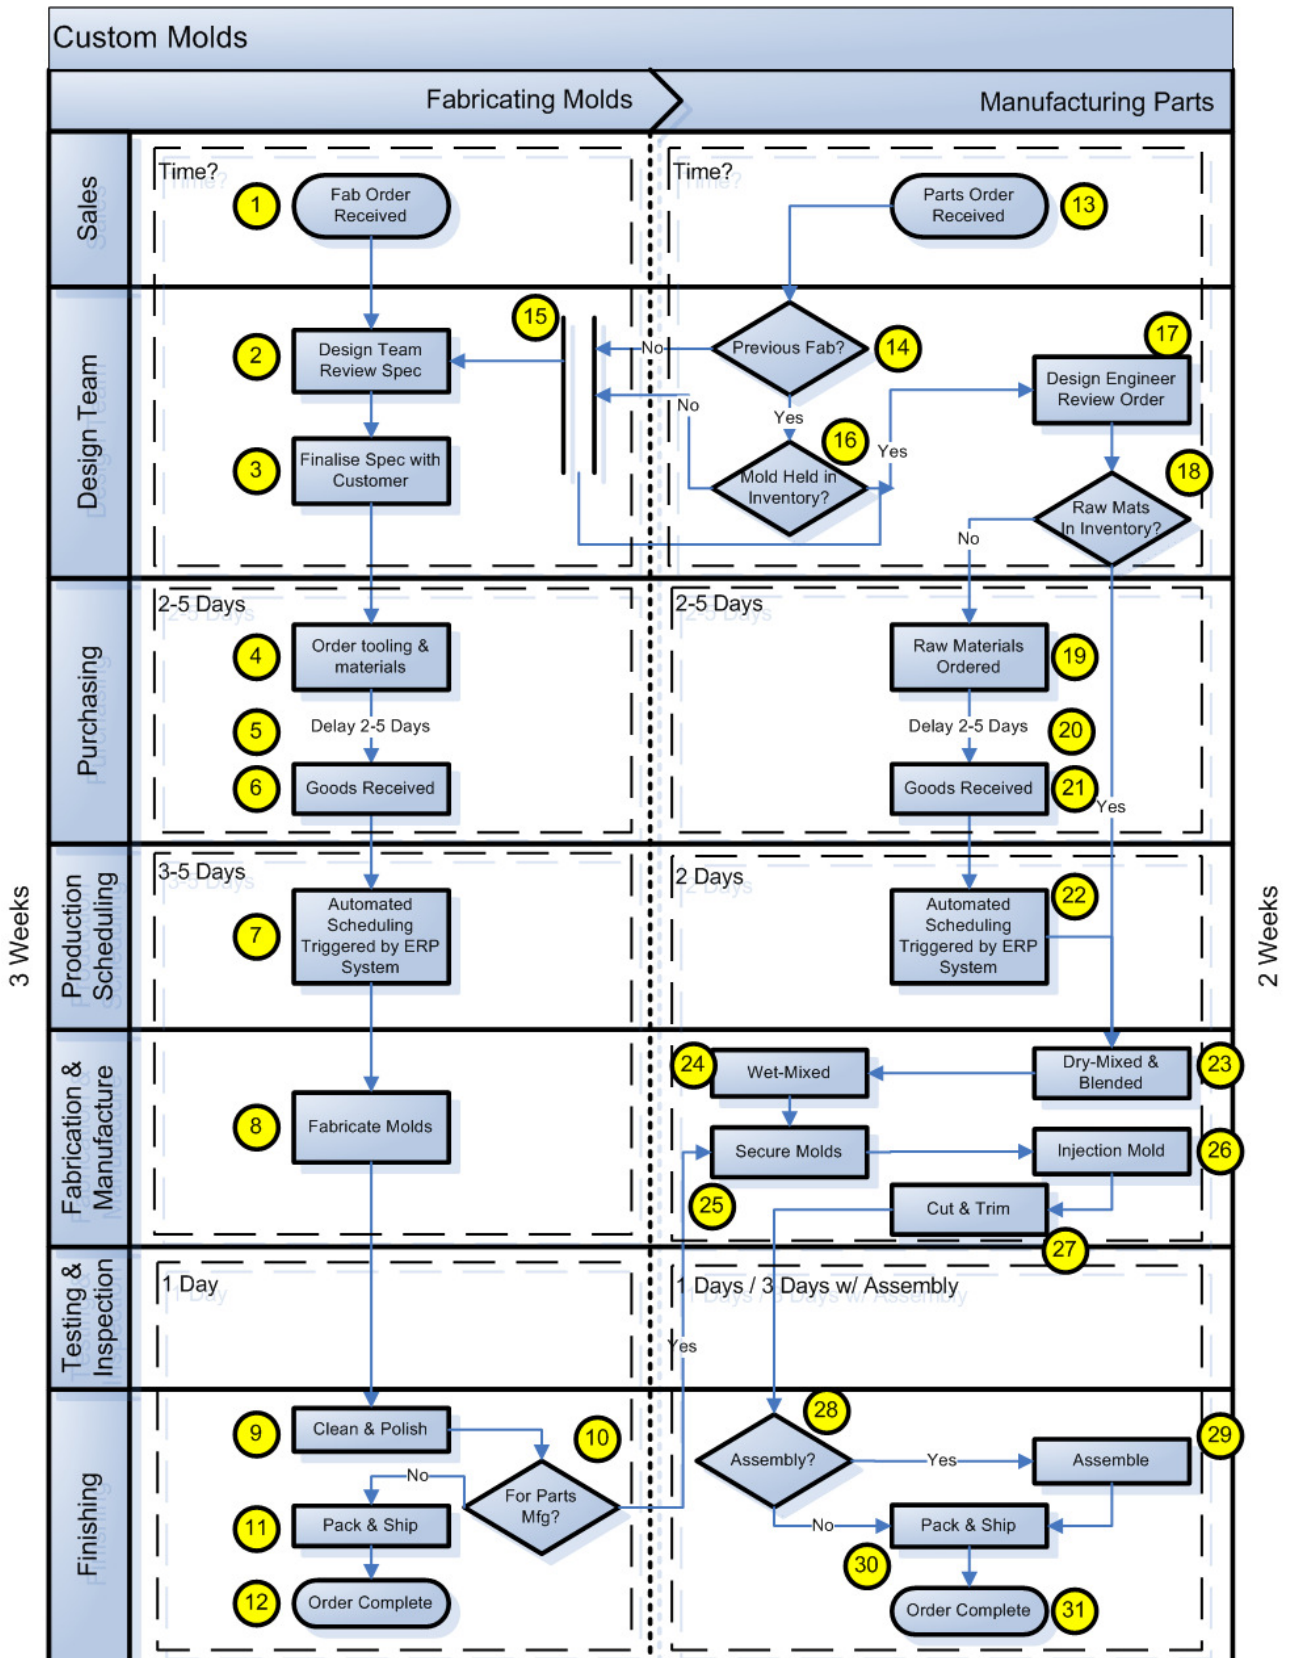 Custom Molds
Fabricating Molds
Manufacturing Parts
Sales
Time?
1
Fab Order
Received
Time?
Parts Order
Received
13
Design Team
2
Design Team
Review Spec
3
Finalise Spec with
Customer
15
No
Previous Fab?
14
Yes
No
16
Mold Held in
Inventory?
Yes
17
Design Engineer
Review Order
18
Raw Mats
In Inventory?
No
Purchasing
2-5 Days
4
Order tooling &
materials
5
Delay 2-5 Days
6
Goods Received
2-5 Days
Raw Materials
Ordered
19
Delay 2-5 Days
20
Goods Received
21
Yes
3 Weeks
Production
Scheduling
3-5 Days
7
Automated
Scheduling
Triggered by ERP
System
2 Days
Automated
Scheduling
Triggered by ERP
System
22
2 Weeks
Fabrication &
Manufacture
8
Fabricate Molds
24
Wet-Mixed
Dry-Mixed &
Blended
23
Secure Molds
25
Injection Mold
26
Cut & Trim
27
Testing &
Inspection
1 Day
1 Days / 3 Days w/ Assembly
Yes
Finishing
9
Clean & Polish
10
No
For Parts
Mfg?
11
Pack & Ship
12
Order Complete
28
Assembly?
Yes
29
Assemble
No
Pack & Ship
30
Order Complete
31